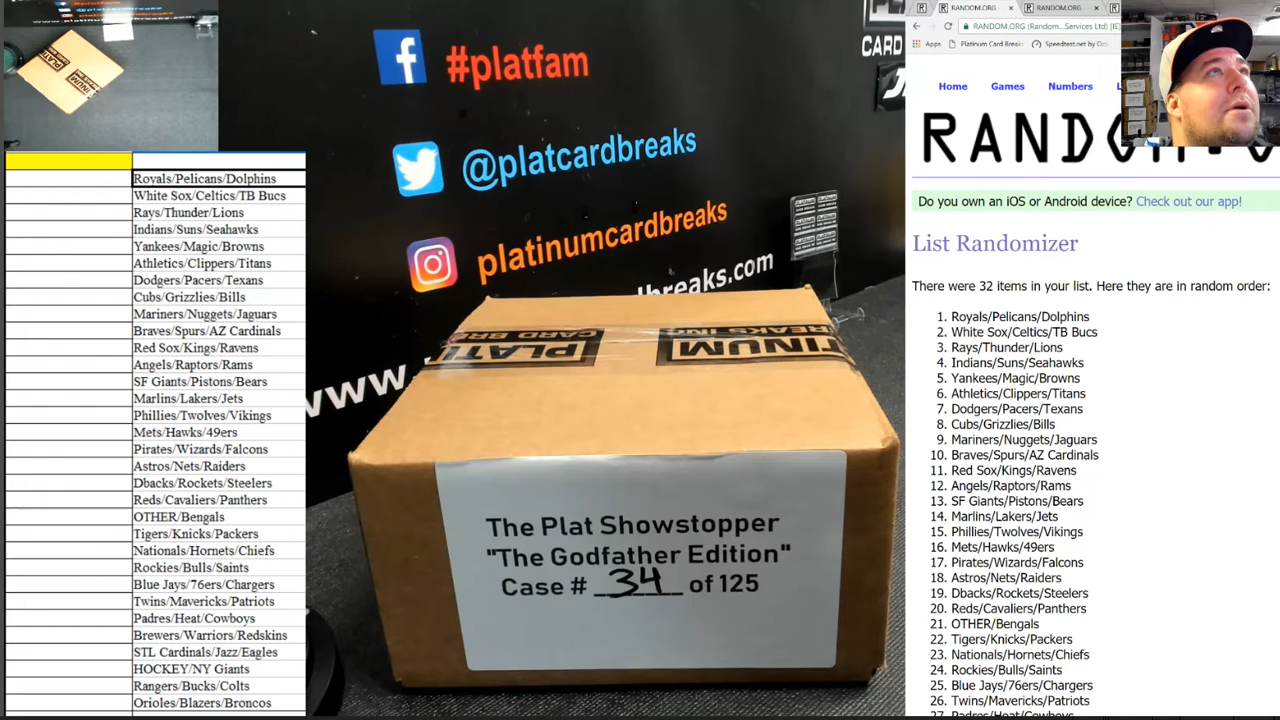 #platfam
@platcardbreaks
platinumcardbreaks
www.
breaks.com
CARD
PLATI
CARD BRE
TINUM
REAKS INC
The Plat Showstopper
"The Godfather Edition"
Case # 34 of 125
Royals/Pelicans/Dolphins
White Sox/Celtics/TB Bucs
Rays/Thunder/Lions
Indians/Suns/Seahawks
Yankees/Magic/Browns
Athletics/Clippers/Titans
Dodgers/Pacers/Texans
Cubs/Grizzlies/Bills
Mariners/Nuggets/Jaguars
Braves/Spurs/AZ Cardinals
Red Sox/Kings/Ravens
Angels/Raptors/Rams
SF Giants/Pistons/Bears
Marlins/Lakers/Jets
Phillies/Twolves/Vikings
Mets/Hawks/49ers
Pirates/Wizards/Falcons
Astros/Nets/Raiders
Dbacks/Rockets/Steelers
Reds/Cavaliers/Panthers
OTHER/Bengals
Tigers/Knicks/Packers
Nationals/Hornets/Chiefs
Rockies/Bulls/Saints
Blue Jays/76ers/Chargers
Twins/Mavericks/Patriots
Padres/Heat/Cowboys
Brewers/Warriors/Redskins
STL Cardinals/Jazz/Eagles
HOCKEY/NY Giants
Rangers/Bucks/Colts
Orioles/Blazers/Broncos
RANDOM.ORG RANDOM.ORG
RANDOM.ORG (Random...Services Ltd) [IE]
Apps Platinum Card Break Speedtest.net by Ook
Home Games Numbers L
RANDOM.O
Do you own an iOS or Android device? Check out our app!
List Randomizer
There were 32 items in your list. Here they are in random order:
1. Royals/Pelicans/Dolphins
2. White Sox/Celtics/TB Bucs
3. Rays/Thunder/Lions
4. Indians/Suns/Seahawks
5. Yankees/Magic/Browns
6. Athletics/Clippers/Titans
7. Dodgers/Pacers/Texans
8. Cubs/Grizzlies/Bills
9. Mariners/Nuggets/Jaguars
10. Braves/Spurs/AZ Cardinals
11. Red Sox/Kings/Ravens
12. Angels/Raptors/Rams
13. SF Giants/Pistons/Bears
14. Marlins/Lakers/Jets
15. Phillies/Twolves/Vikings
16. Mets/Hawks/49ers
17. Pirates/Wizards/Falcons
18. Astros/Nets/Raiders
19. Dbacks/Rockets/Steelers
20. Reds/Cavaliers/Panthers
21. OTHER/Bengals
22. Tigers/Knicks/Packers
23. Nationals/Hornets/Chiefs
24. Rockies/Bulls/Saints
25. Blue Jays/76ers/Chargers
26. Twins/Mavericks/Patriots
27. Padres/Heat/Cowboys